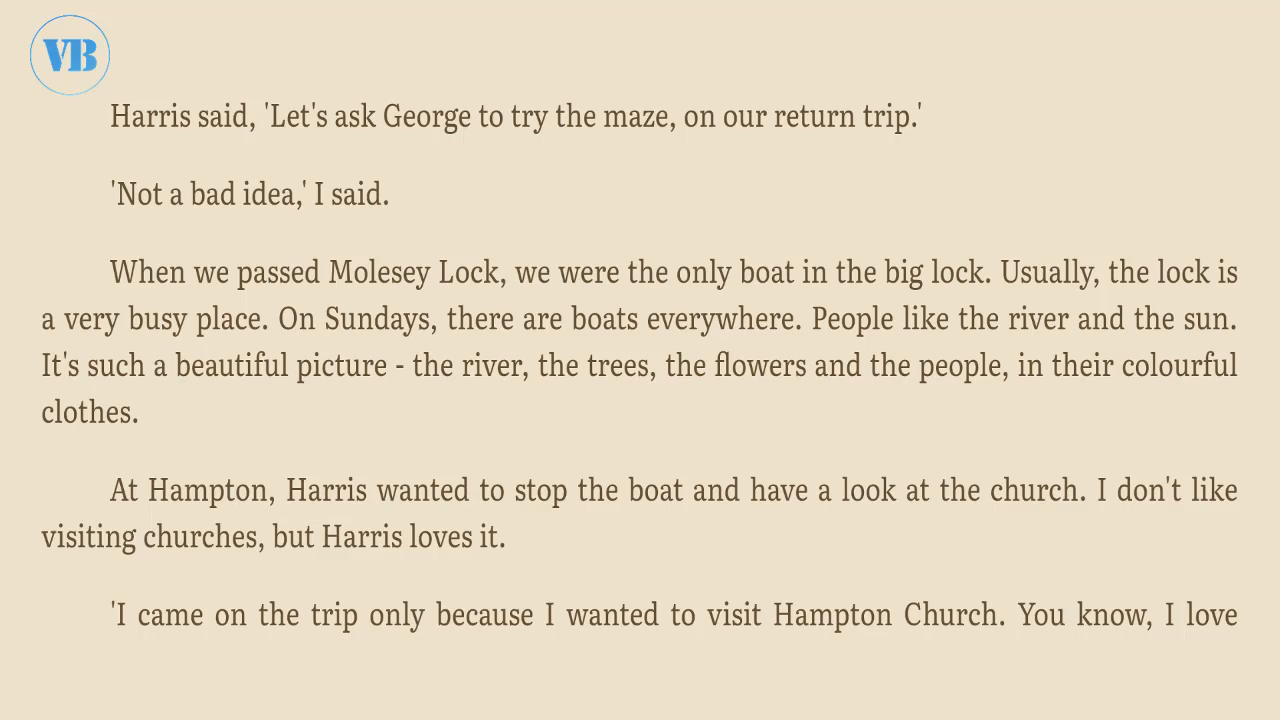 VB
Harris said, 'Let's ask George to try the maze, on our return trip.'
'Not a bad idea,' I said.
When we passed Molesey Lock, we were the only boat in the big lock. Usually, the lock is
a very busy place. On Sundays, there are boats everywhere. People like the river and the sun.
It's such a beautiful picture - the river, the trees, the flowers and the people, in their colourful
clothes.
At Hampton, Harris wanted to stop the boat and have a look at the church. I don't like
visiting churches, but Harris loves it.
'I came on the trip only because I wanted to visit Hampton Church. You know, I love